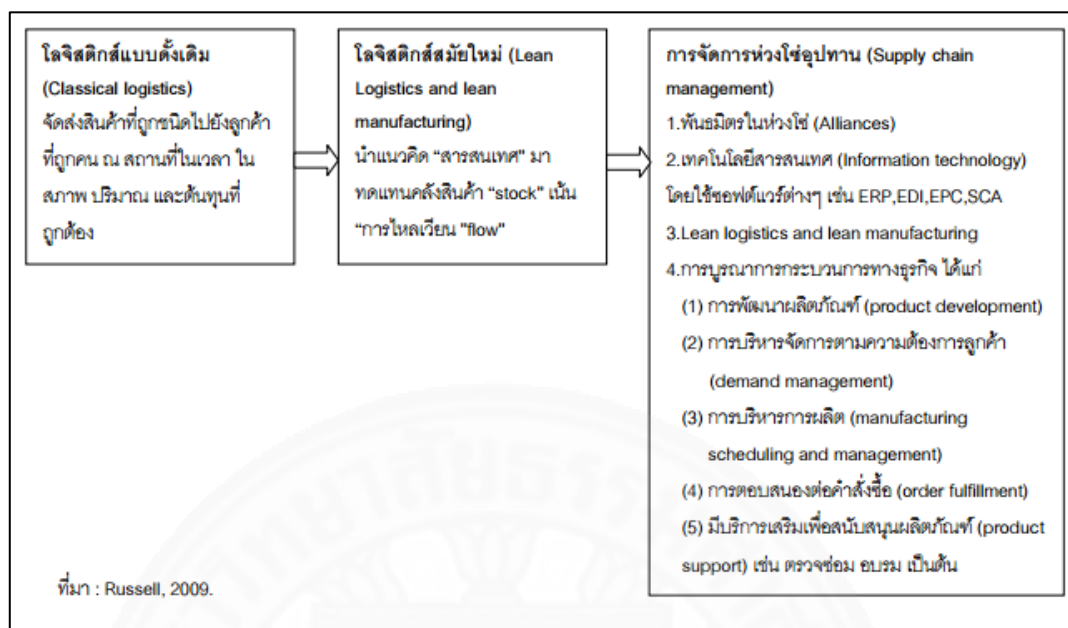 โลจิสติกส์แบบดั้งเดิม
(Classical logistics)
จัดส่งสินค้าที่ถูกชนิดไปยังลูกค้า
ที่ถูกคน ณ สถานที่ในเวลา ใน
สภาพ ปริมาณ และต้นทุนที่
ถูกต้อง
โลจิสติกส์สมัยใหม่ (Lean
Logistics and lean
manufacturing)
นำแนวคิด “สารสนเทศ” มา
ทดแทนคลังสินค้า “stock” เน้น
“การไหลเวียน "flow"
การจัดการห่วงโซ่อุปทาน (Supply chain
management)
1.พันธมิตรในห่วงโซ่ (Alliances)
2.เทคโนโลยีสารสนเทศ (Information technology)
โดยใช้ซอฟต์แวร์ต่างๆ เช่น ERP,EDI,EPC,SCA
3.Lean logistics and lean manufacturing
4.การบูรณาการกระบวนการทางธุรกิจ ได้แก่
(1) การพัฒนาผลิตภัณฑ์ (product development)
(2) การบริหารจัดการตามความต้องการลูกค้า
(demand management)
(3) การบริหารการผลิต (manufacturing
scheduling and management)
(4) การตอบสนองต่อคำสั่งซื้อ (order fulfillment)
(5) มีบริการเสริมเพื่อสนับสนุนผลิตภัณฑ์ (product
support) เช่น ตรวจซ่อม อบรม เป็นต้น
ที่มา : Russell, 2009.